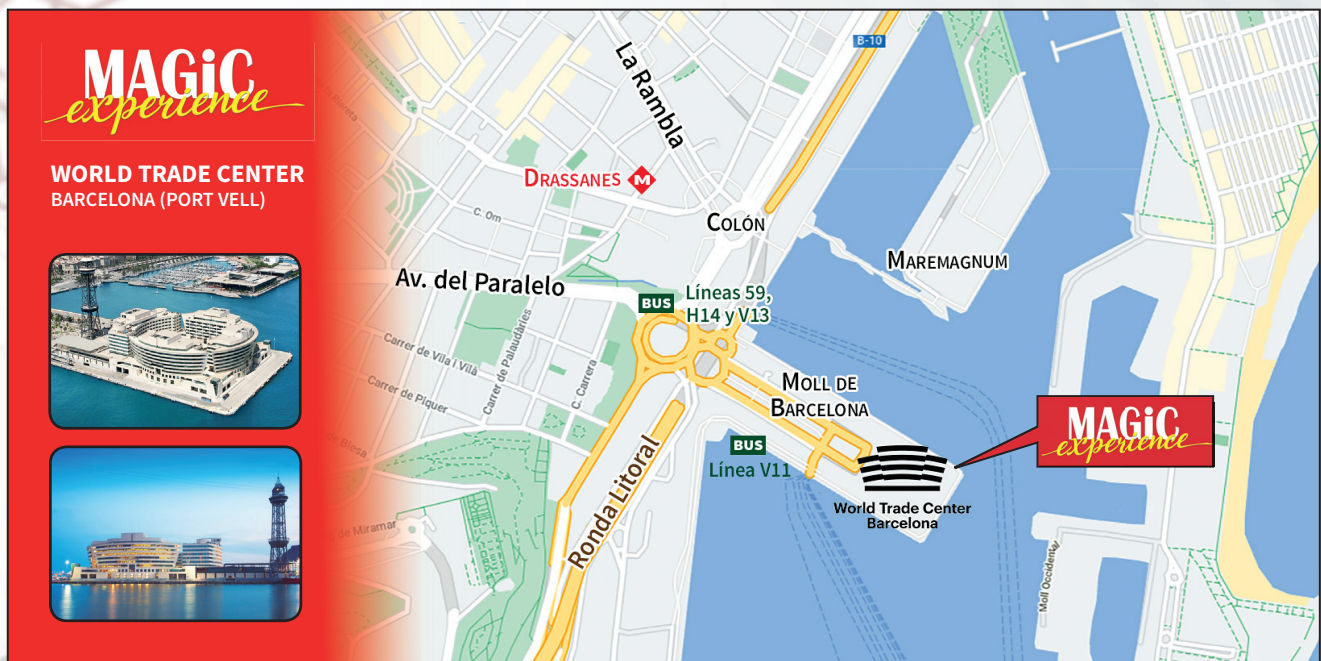 MAGiC
experience
WORLD TRADE CENTER
BARCELONA (PORT VELL)
B-10
La Rambla
DRASSANES M
C. Om
COLÓN
MAREMAGNUM
Av. del Paralelo
BUS
Líneas 59,
H14 y V13
Carrer de Vila i Vilà
Carrer de Palaudàries
C. Carrera
Carrer de Piquer
MOLL DE
BARCELONA
MAGiC
experience
BUS
Línea V11
Ronda Litoral
World Trade Center
Barcelona
de Miramar
Moll Occidental